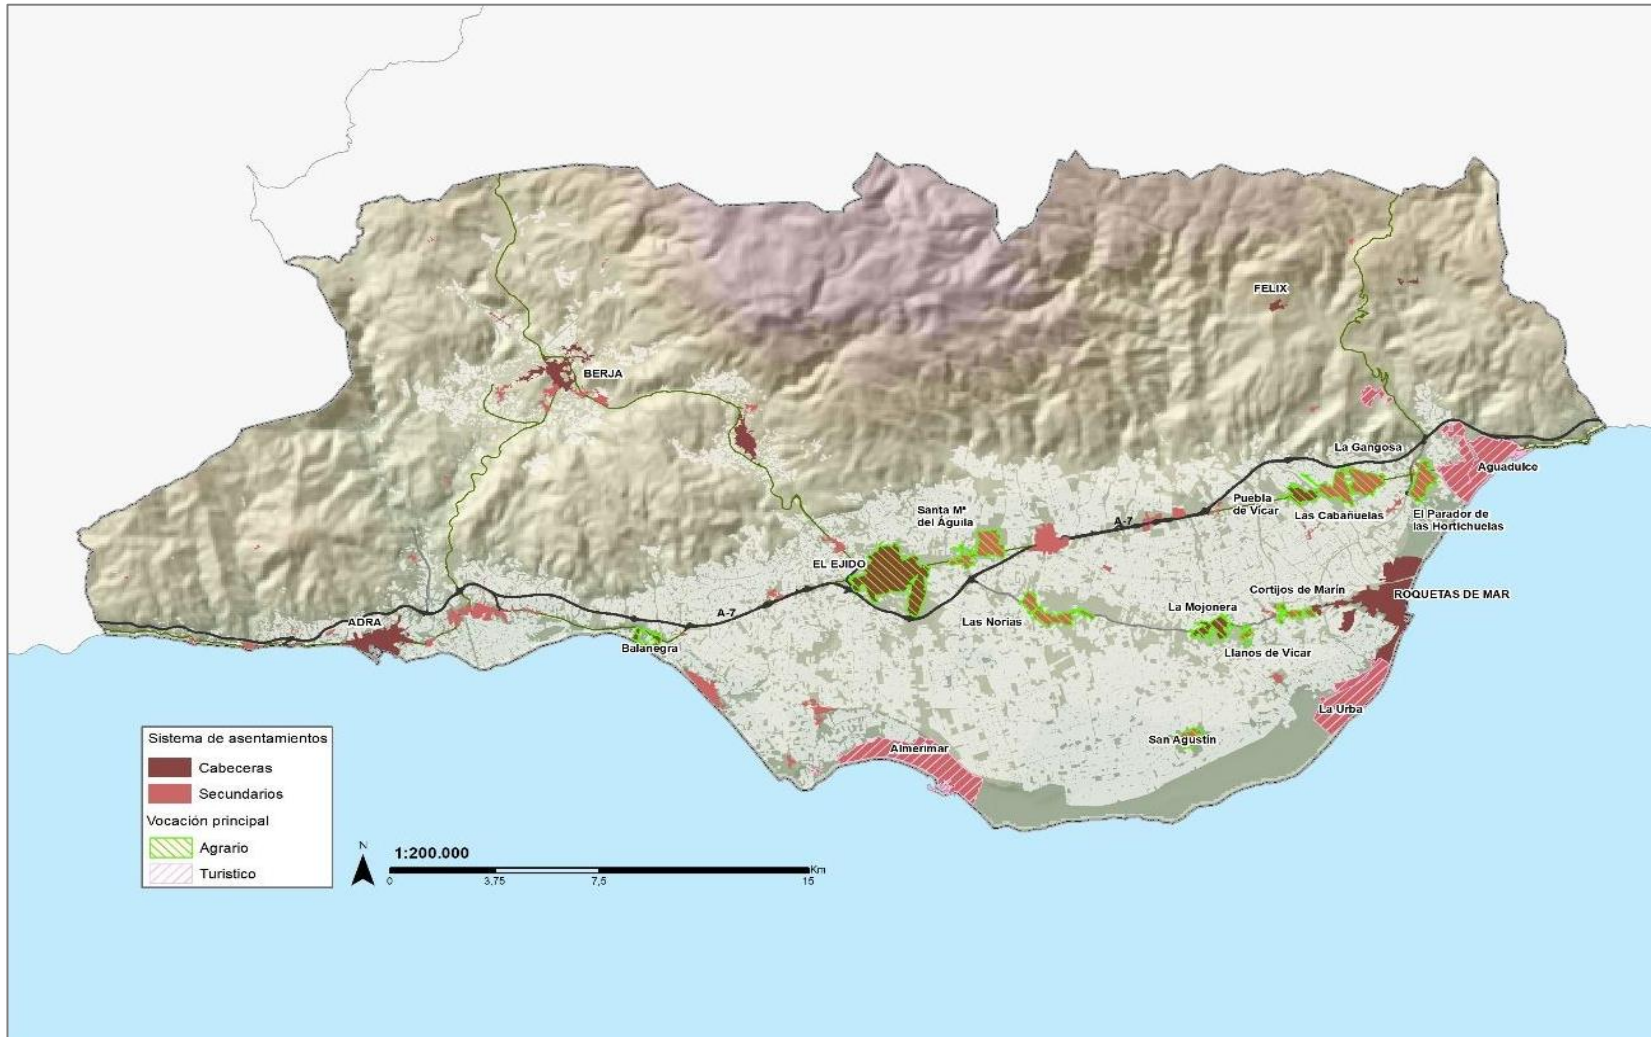 FELIX
BERJA
La Gangosa
Aguadulce
Puebla
de Vicar
Las Cabañuelas
El Parador de
las Hortichuelas
Santa Mª
del Águila
A-7
EL EJIDO
Cortijos de Marín
ROQUETAS DE MAR
La Mojonera
Las Norias
Llanos de Vicar
A-7
ADRA
Balanegra
La Urba
San Agustín
Almerimar
Sistema de asentamientos
Cabeceras
Secundarios
Vocación principal
Agrario
Turistico
N
1:200.000
Km
0 3,75 7,5 15